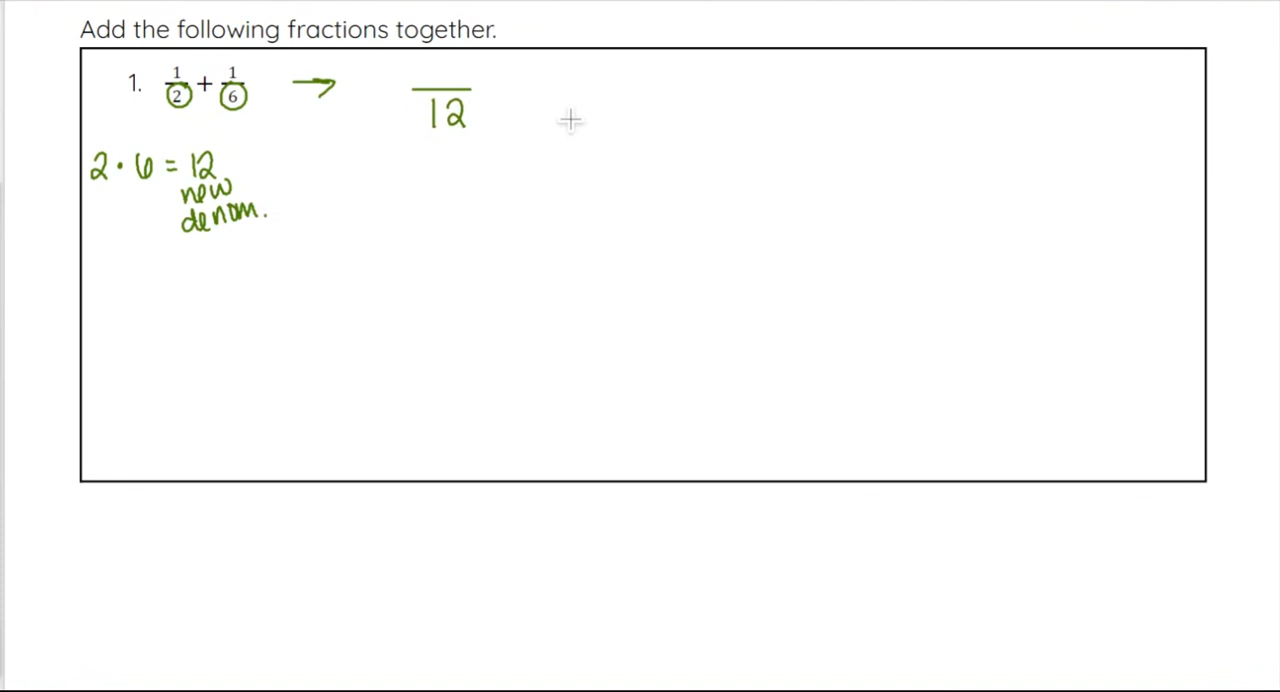 Add the following fractions together.
1. 1/2 + 1/6 → /12
2 · 6 = 12
new
denom.